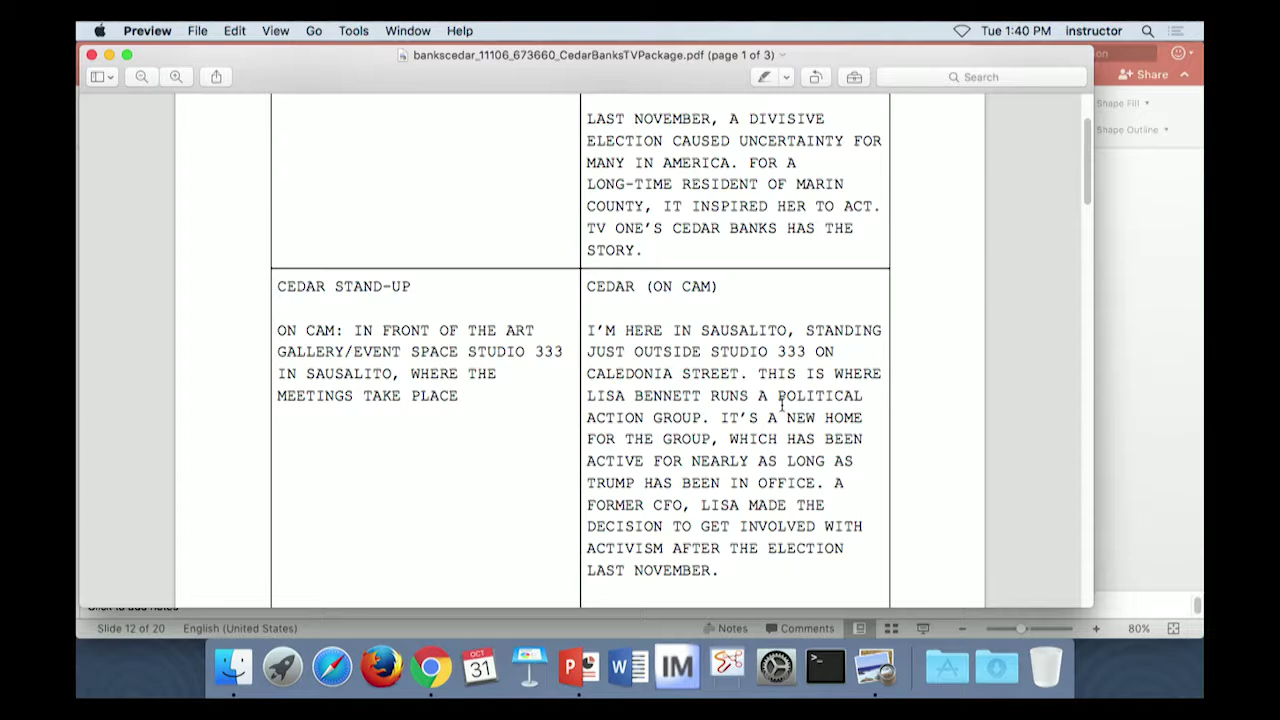 Preview File Edit View Go Tools Window Help Tue 1:40 PM instructor
bankscedar_11106_673660_CedarBanksTVPackage.pdf (page 1 of 3)
on
Search
Share
Shape Fill
Shape Outline
LAST NOVEMBER, A DIVISIVE
ELECTION CAUSED UNCERTAINTY FOR
MANY IN AMERICA. FOR A
LONG-TIME RESIDENT OF MARIN
COUNTY, IT INSPIRED HER TO ACT.
TV ONE'S CEDAR BANKS HAS THE
STORY.
CEDAR STAND-UP
ON CAM: IN FRONT OF THE ART
GALLERY/EVENT SPACE STUDIO 333
IN SAUSALITO, WHERE THE
MEETINGS TAKE PLACE
CEDAR (ON CAM)
I'M HERE IN SAUSALITO, STANDING
JUST OUTSIDE STUDIO 333 ON
CALEDONIA STREET. THIS IS WHERE
LISA BENNETT RUNS A POLITICAL
ACTION GROUP. IT'S A NEW HOME
FOR THE GROUP, WHICH HAS BEEN
ACTIVE FOR NEARLY AS LONG AS
TRUMP HAS BEEN IN OFFICE. A
FORMER CFO, LISA MADE THE
DECISION TO GET INVOLVED WITH
ACTIVISM AFTER THE ELECTION
LAST NOVEMBER.
Click to add notes
Slide 12 of 20 English (United States) Notes Comments 80%
OCT
31
P
W
IM